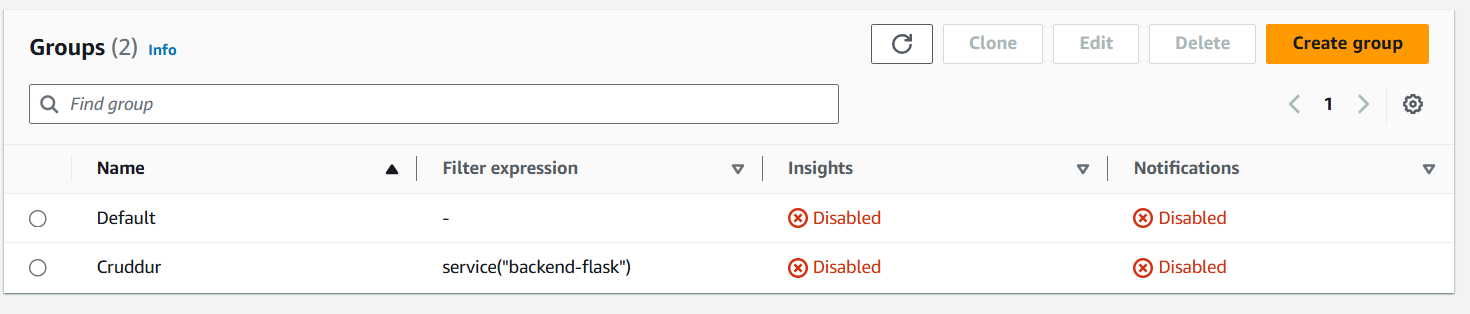 Groups (2) Info Clone Edit Delete Create group
Find group 1
Name Filter expression Insights Notifications
Default - Disabled Disabled
Cruddur service("backend-flask") Disabled Disabled